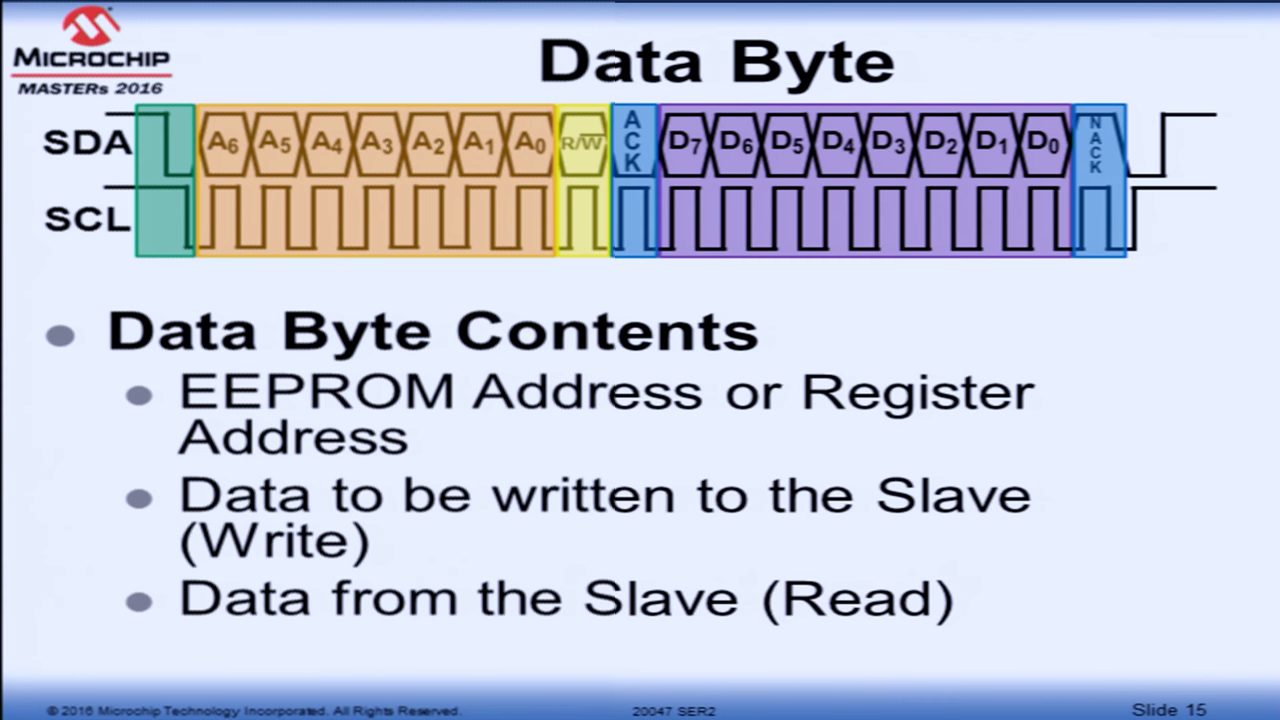 MICROCHIP
MASTERs 2016
Data Byte
SDA A6 A5 A4 A3 A2 A1 A0 R/W ACK D7 D6 D5 D4 D3 D2 D1 D0 NACK
SCL
Data Byte Contents
EEPROM Address or Register
Address
Data to be written to the Slave
(Write)
Data from the Slave (Read)
© 2016 Microchip Technology Incorporated. All Rights Reserved. 20047 SER2 Slide 15